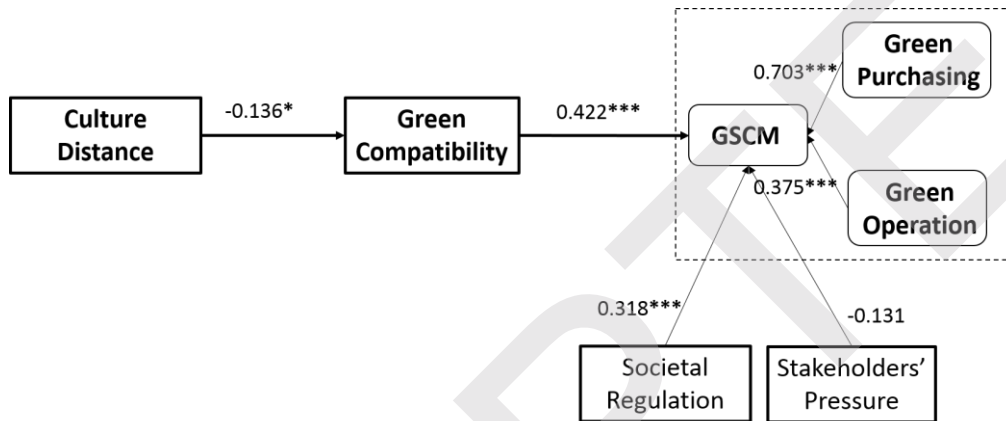 Green
Purchasing
0.703***
Culture
Distance
-0.136*
Green
Compatibility
0.422***
GSCM
0.375***
Green
Operation
0.318***
-0.131
Societal
Regulation
Stakeholders'
Pressure